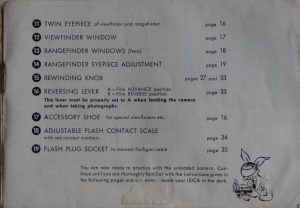 11 TWIN EYEPIECE of viewfinder and rangefinder page 16
12 VIEWFINDER WINDOW page 17
13 RANGEFINDER WINDOWS (two) page 18
14 RANGEFINDER EYEPIECE ADJUSTMENT page 19
15 REWINDING KNOB pages 27 and 33
16 REVERSING LEVER A = Film ADVANCE position
R = Film REVERSE position page 33
This lever must be properly set to A when loading the camera
and when taking photographs.
17 ACCESSORY SHOE for special viewfinders etc. page 16
18 ADJUSTABLE FLASH CONTACT SCALE
with red contact numbers page 34
19 FLASH PLUG SOCKET to connect flashgun cable page 35
You are now ready to practice with the unloaded camera. Con-
tinue until you are thoroughly familiar with the instructions given in
the following pages and can even operate your LEICA in the dark.